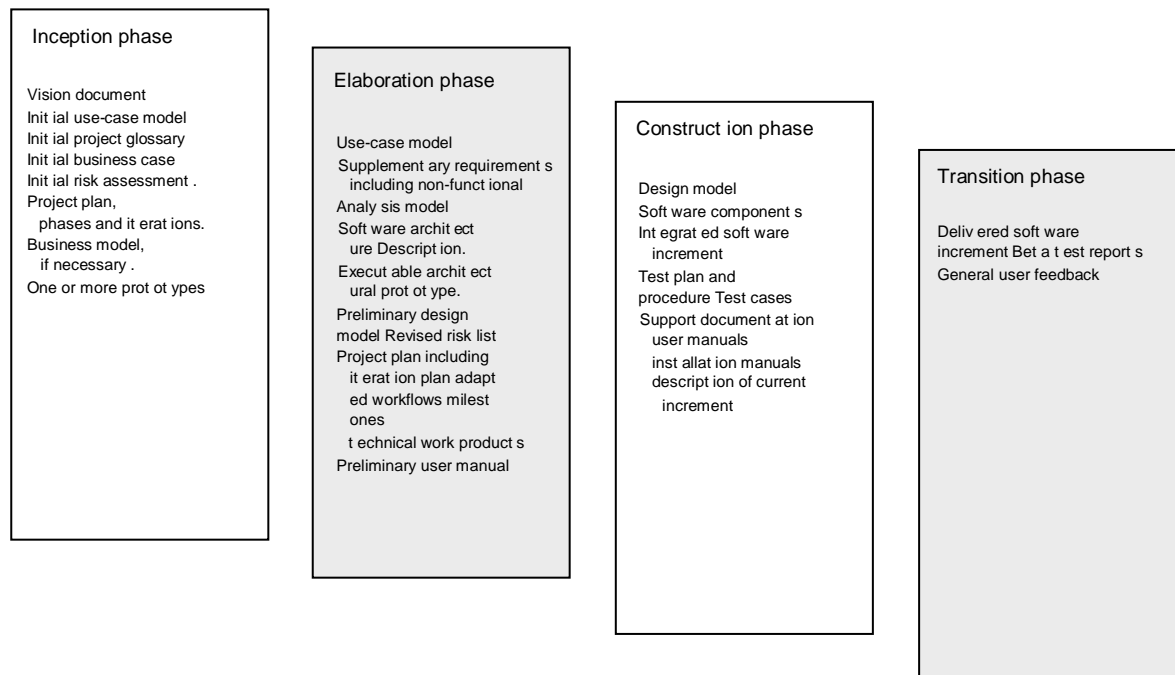 Inception phase
Vision document
Init ial use-case model
Init ial project glossary
Init ial business case
Init ial risk assessment .
Project plan,
phases and it erat ions.
Business model,
if necessary .
One or more prot ot ypes
Elaboration phase
Use-case model
Supplement ary requirement s
including non-funct ional
Analy sis model
Soft ware archit ect
ure Descript ion.
Execut able archit ect
ural prot ot ype.
Preliminary design
model Revised risk list
Project plan including
it erat ion plan adapt
ed workflows milest
ones
t echnical work product s
Preliminary user manual
Construct ion phase
Design model
Soft ware component s
Int egrat ed soft ware
increment
Test plan and
procedure Test cases
Support document at ion
user manuals
inst allat ion manuals
descript ion of current
increment
Transition phase
Deliv ered soft ware
increment Bet a t est report s
General user feedback